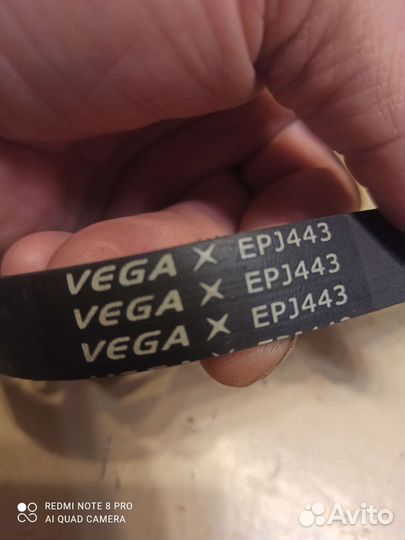 VEGA X EPJ443
VEGA X EPJ443
VEGA X EPJ443
REDMI NOTE 8 PRO
AI QUAD CAMERA
Avito